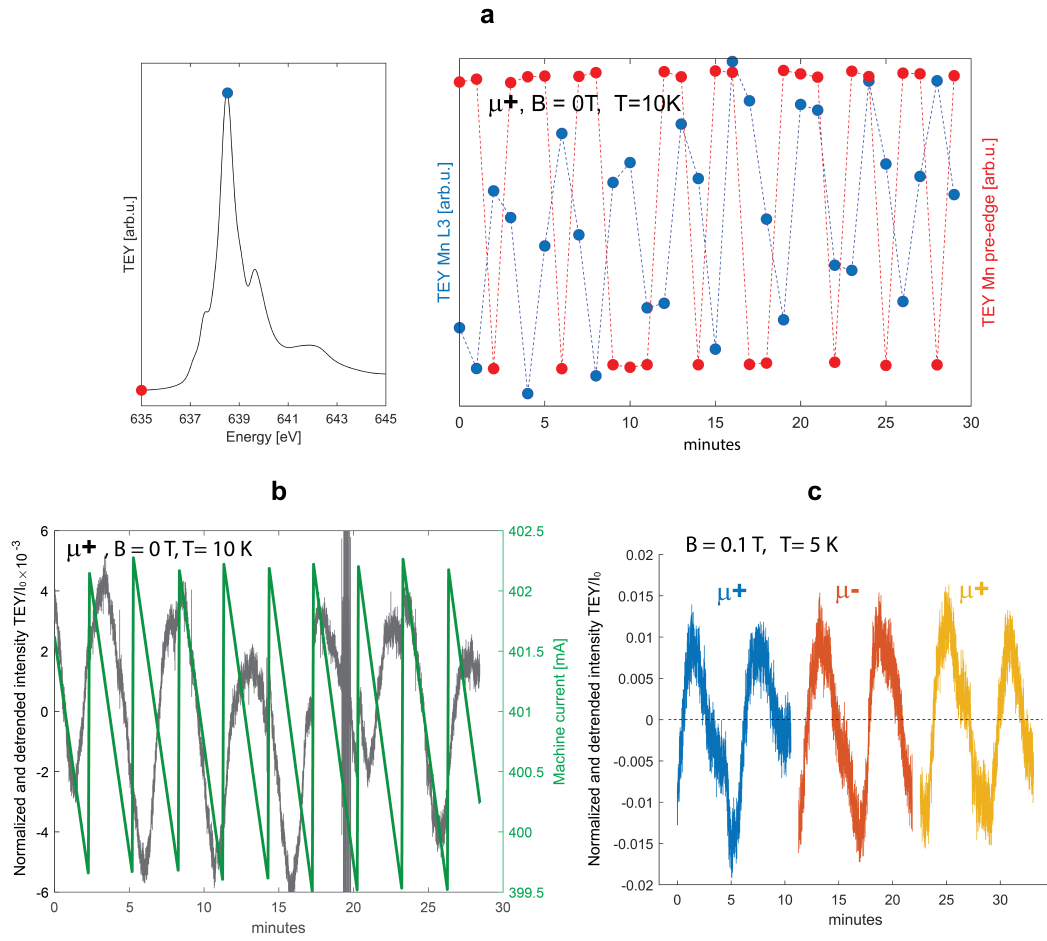 a
TEY [arb.u.]
635 637 639 641 643 645
Energy [eV]
μ+, B = 0T, T=10K
TEY Mn L3 [arb.u.]
TEY Mn pre-edge [arb.u.]
0 5 10 15 20 25 30
minutes
b
μ+ , B = 0 T, T= 10 K
Normalized and detrended intensity TEY/I₀ × 10⁻³
6
4
2
0
-2
-4
-6
402.5
402
401.5
401
400.5
400
399.5
Machine current [mA]
0 5 10 15 20 25 30
minutes
c
B = 0.1 T, T= 5 K
μ+ μ- μ+
Normalized and detrended intensity TEY/I₀
0.02
0.015
0.010
0.005
0
-0.005
-0.01
-0.015
-0.02
0 5 10 15 20 25 30
minutes